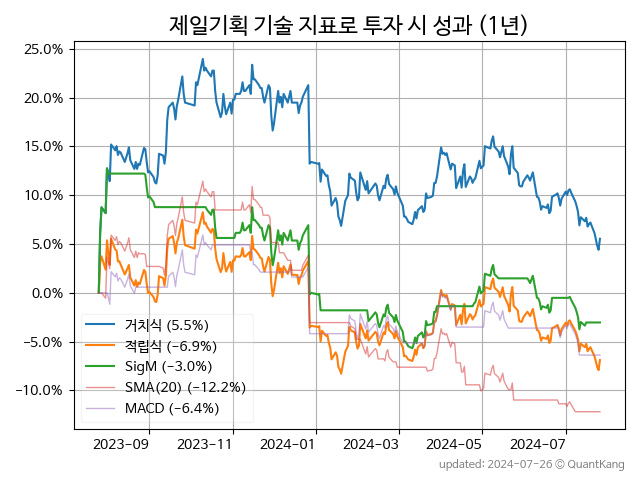 제일기획 기술 지표로 투자 시 성과 (1년)
25.0%
20.0%
15.0%
10.0%
5.0%
0.0%
−5.0%
−10.0%
거치식 (5.5%)
적립식 (−6.9%)
SigM (−3.0%)
SMA(20) (−12.2%)
MACD (−6.4%)
2023-09 2023-11 2024-01 2024-03 2024-05 2024-07
updated: 2024-07-26 © QuantKang